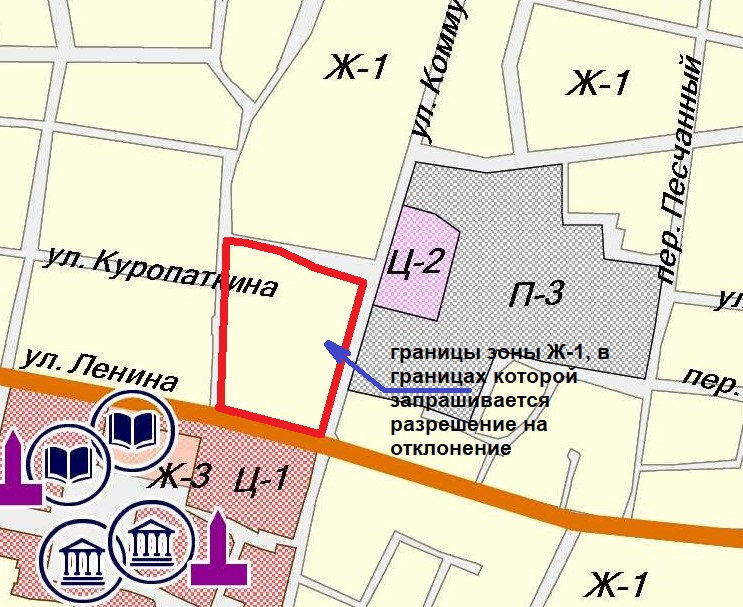 Ж-1
ул. Комму
Ж-1
пер. Песчанный
ул. Куропаткина
Ц-2
П-3
ул
границы зоны Ж-1, в
границах которой
запрашивается
разрешение на
отклонение
ул. Ленина
пер.
Ж-3
Ц-1
Ж-1